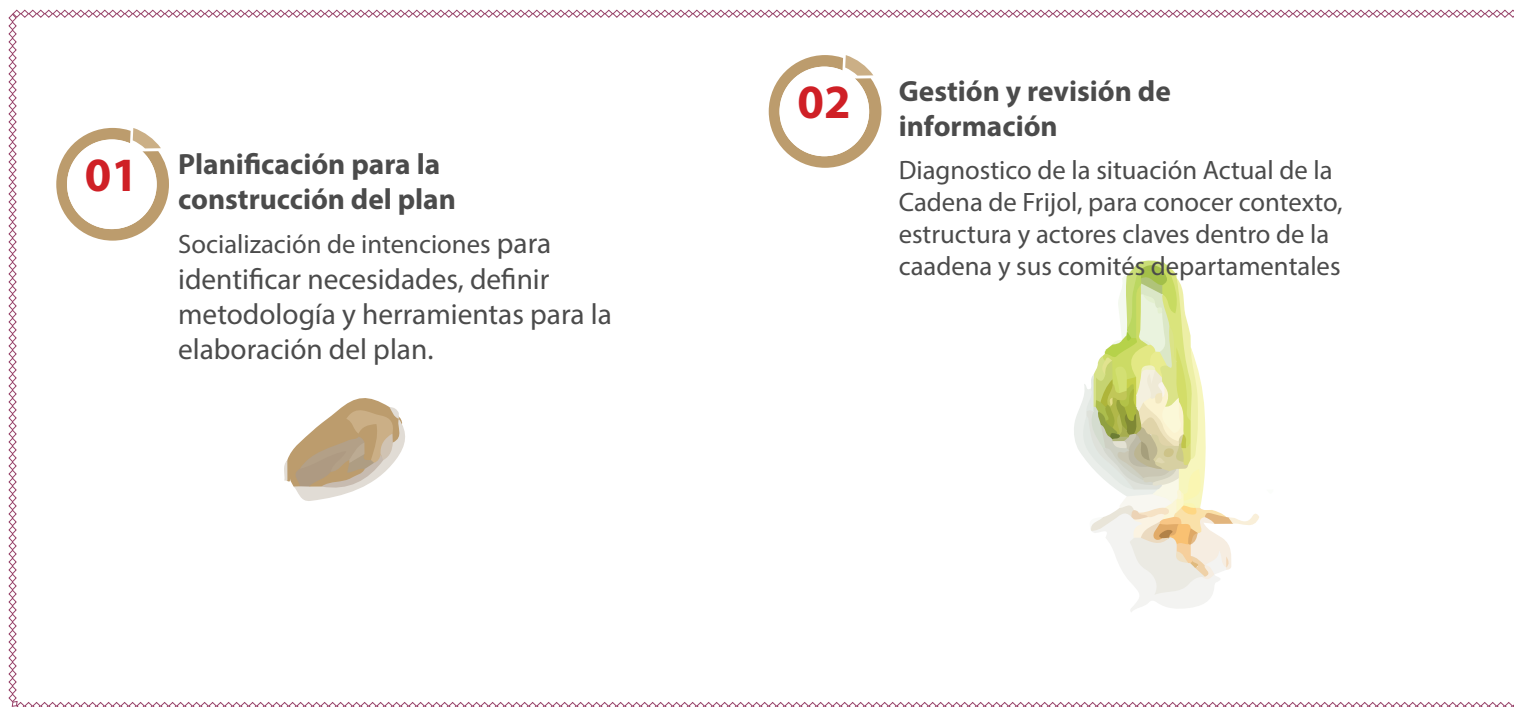 01
Planificación para la
construcción del plan
Socialización de intenciones para
identificar necesidades, definir
metodología y herramientas para la
elaboración del plan.
02
Gestión y revisión de
información
Diagnostico de la situación Actual de la
Cadena de Frijol, para conocer contexto,
estructura y actores claves dentro de la
caadena y sus comités departamentales